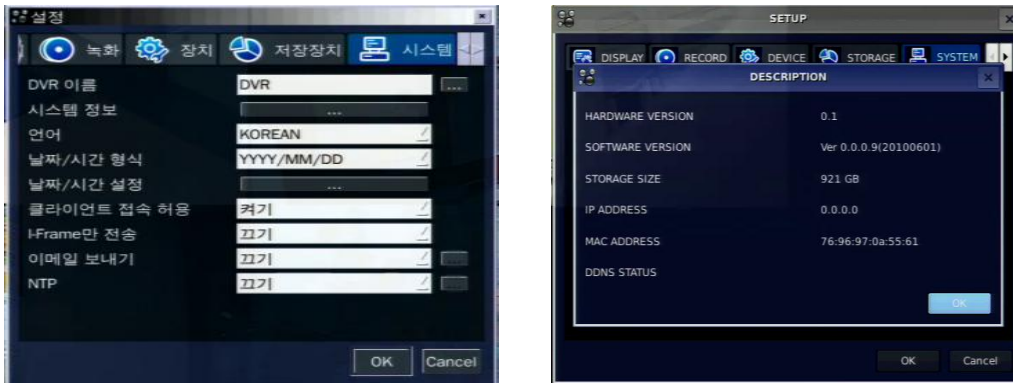 설정
녹화 장치 저장장치 시스템
DVR 이름 DVR ...
시스템 정보 ...
언어 KOREAN
날짜/시간 형식 YYYY/MM/DD
날짜/시간 설정 ...
클라이언트 접속 허용 켜기
I-Frame만 전송 끄기
이메일 보내기 끄기 ...
NTP 끄기 ...
OK Cancel
SETUP
DISPLAY RECORD DEVICE STORAGE SYSTEM
DESCRIPTION
HARDWARE VERSION 0.1
SOFTWARE VERSION Ver 0.0.0.9(20100601)
STORAGE SIZE 921 GB
IP ADDRESS 0.0.0.0
MAC ADDRESS 76:96:97:0a:55:61
DDNS STATUS
OK
OK Cancel